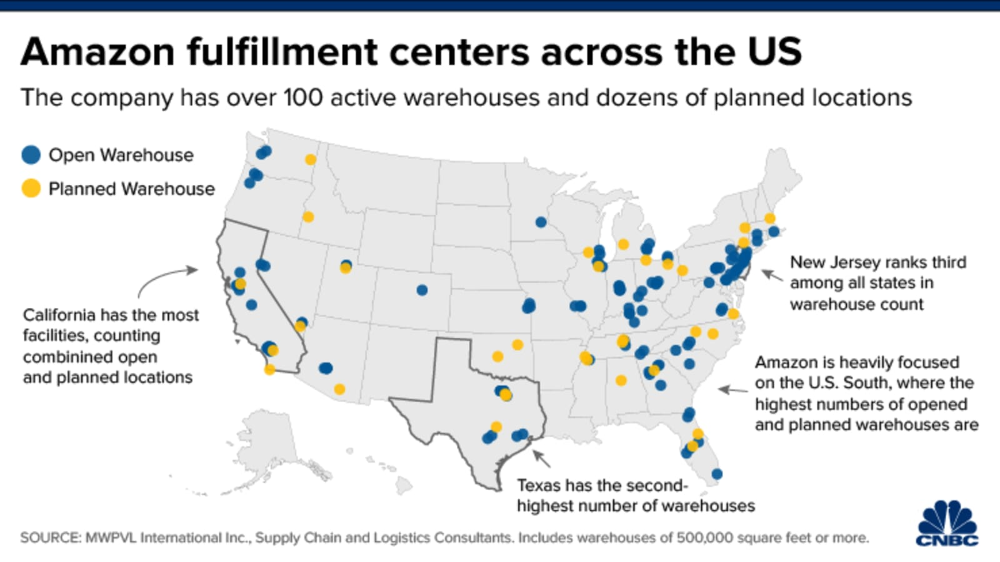 Amazon fulfillment centers across the US
The company has over 100 active warehouses and dozens of planned locations
Open Warehouse
Planned Warehouse
California has the most
facilities, counting
combinined open
and planned locations
New Jersey ranks third
among all states in
warehouse count
Amazon is heavily focused
on the U.S. South, where the
highest numbers of opened
and planned warehouses are
Texas has the second-
highest number of warehouses
SOURCE: MWPVL International Inc., Supply Chain and Logistics Consultants. Includes warehouses of 500,000 square feet or more.
CNBC